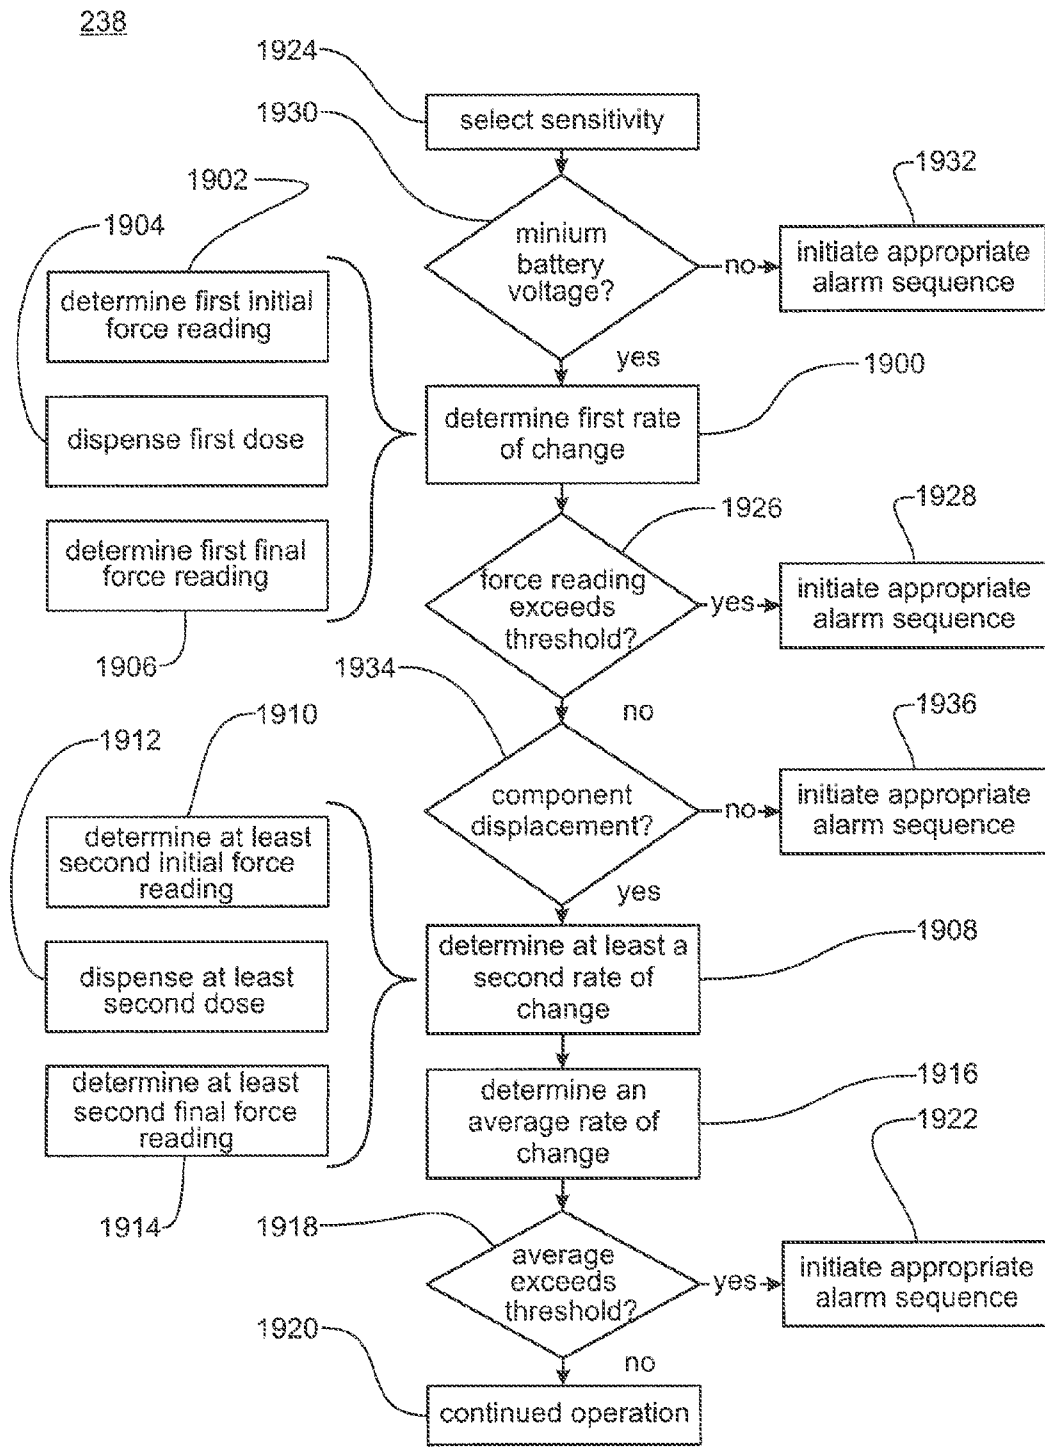 238
1924
select sensitivity
1930
1932
1902
minium
battery
voltage?
no
initiate appropriate
alarm sequence
1904
determine first initial
force reading
yes
1900
dispense first dose
determine first rate
of change
1926
1928
determine first final
force reading
force reading
exceeds
threshold?
yes
initiate appropriate
alarm sequence
1906
1934
no
1936
1910
1912
component
displacement?
no
initiate appropriate
alarm sequence
determine at least
second initial force
reading
yes
1908
dispense at least
second dose
determine at least a
second rate of
change
1916
determine at least
second final force
reading
determine an
average rate of
change
1922
1914
1918
average
exceeds
threshold?
yes
initiate appropriate
alarm sequence
1920
no
continued operation